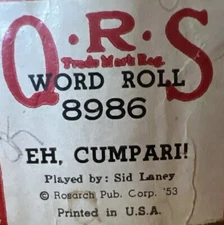 Q·R·S
Trade Mark Reg.
WORD ROLL
8986
EH, CUMPARI!
Played by: Sid Laney
© Rosarch Pub. Corp. '53
Printed in U.S.A.